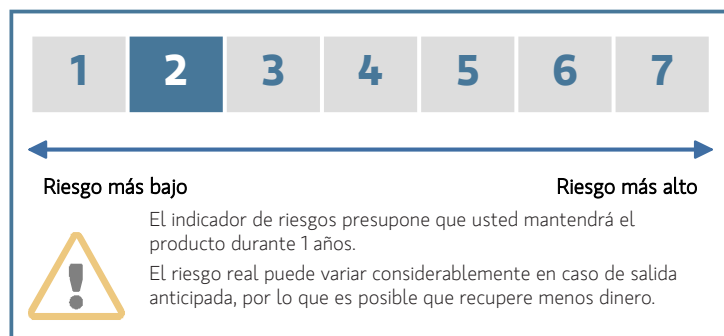 1 2 3 4 5 6 7
Riesgo más bajo Riesgo más alto
El indicador de riesgos presupone que usted mantendrá el
producto durante 1 años.
El riesgo real puede variar considerablemente en caso de salida
anticipada, por lo que es posible que recupere menos dinero.